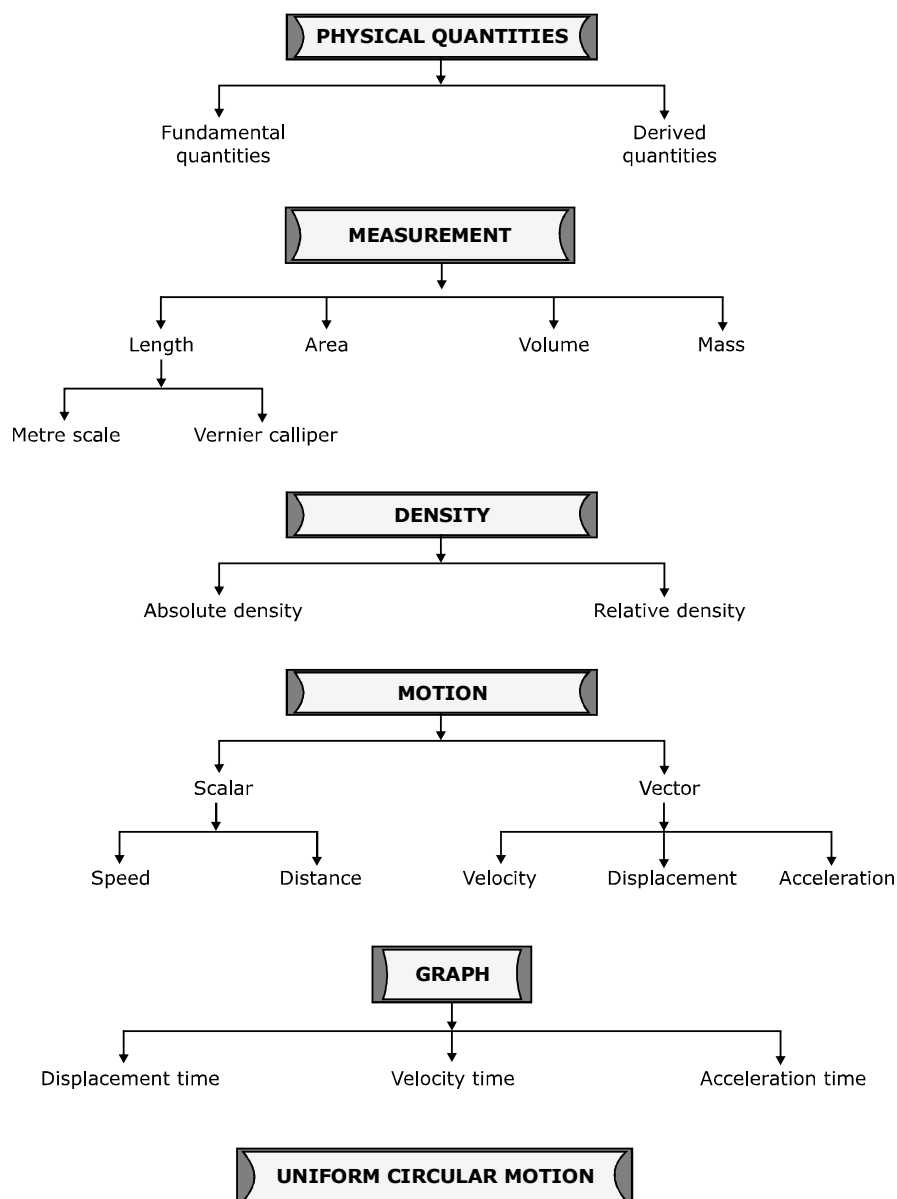 PHYSICAL QUANTITIES
Fundamental
quantities
Derived
quantities
MEASUREMENT
Length
Area
Volume
Mass
Metre scale
Vernier calliper
DENSITY
Absolute density
Relative density
MOTION
Scalar
Vector
Speed
Distance
Velocity
Displacement
Acceleration
GRAPH
Displacement time
Velocity time
Acceleration time
UNIFORM CIRCULAR MOTION